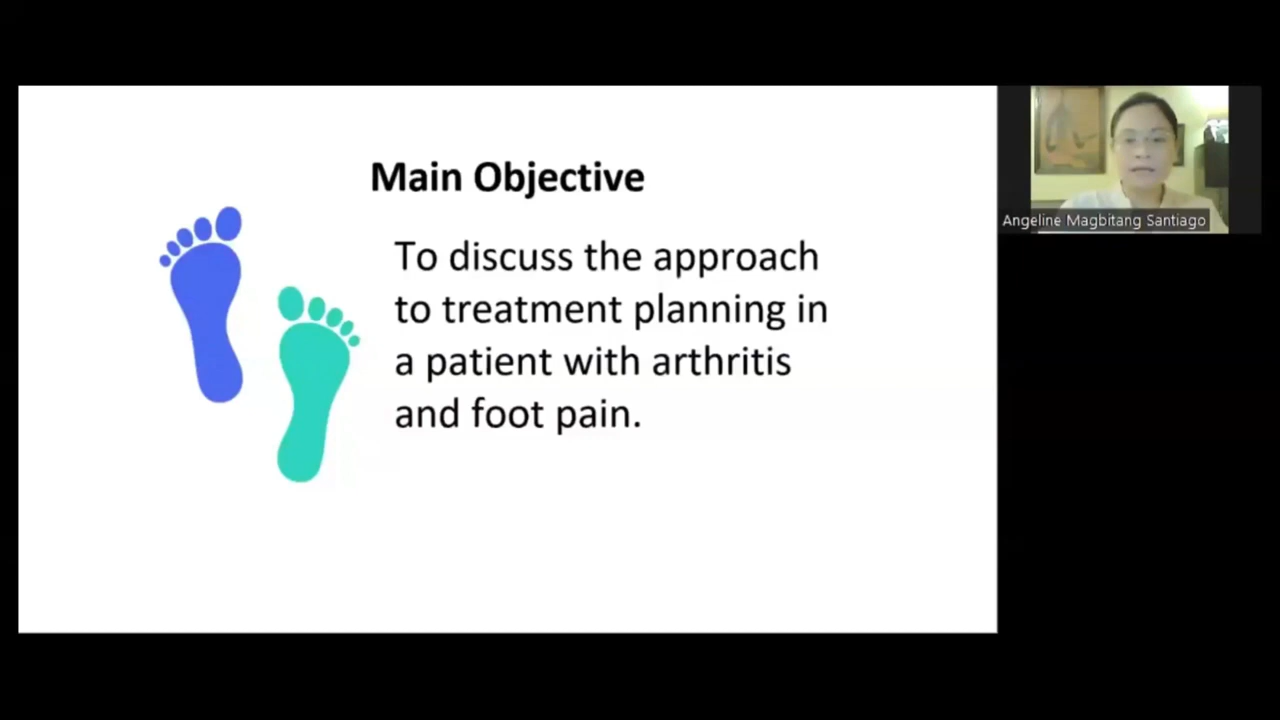 Main Objective
To discuss the approach
to treatment planning in
a patient with arthritis
and foot pain.
Angeline Magbitang Santiago